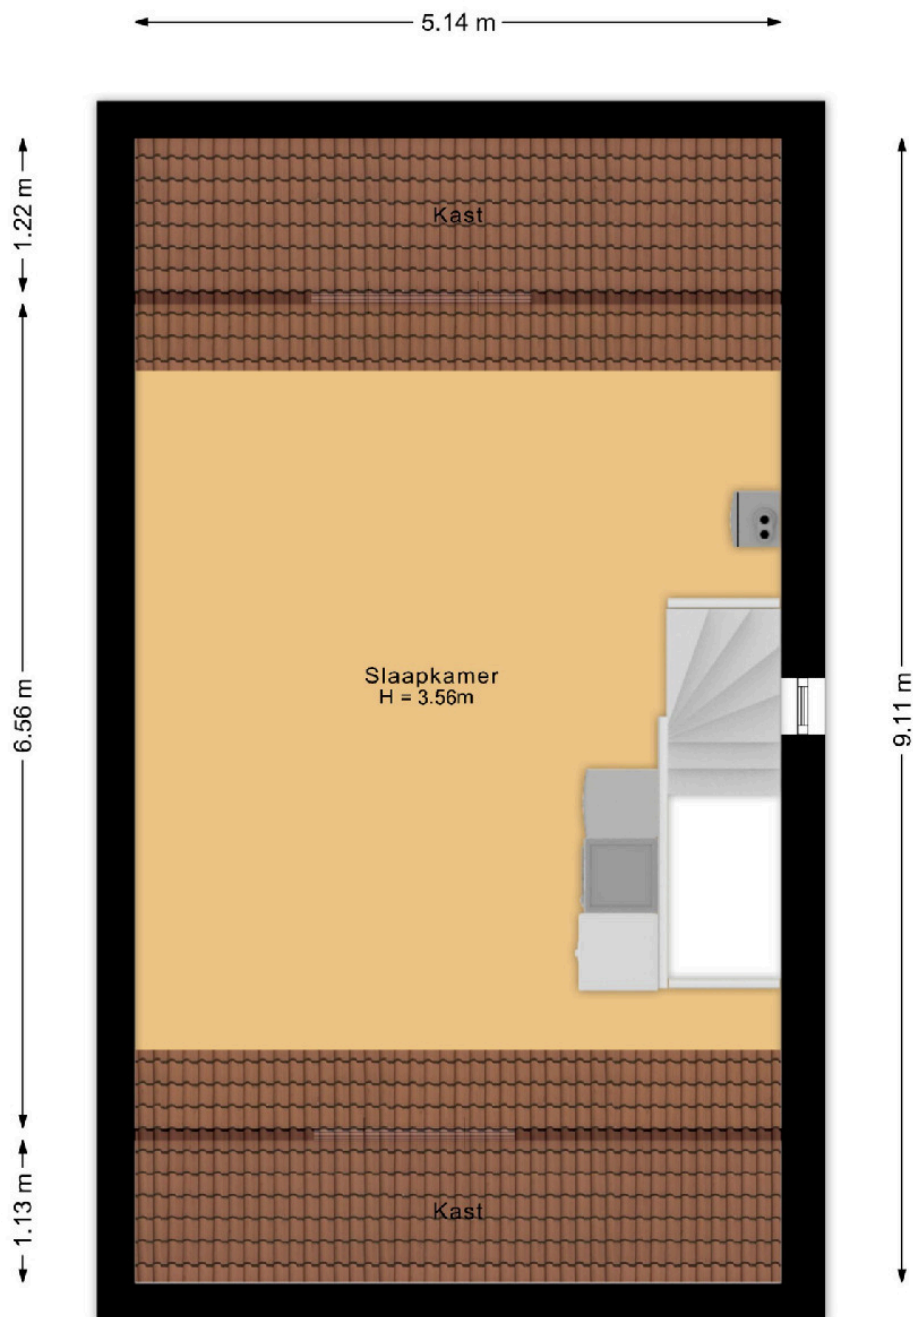 5.14 m
1.22 m
Kast
6.56 m
Slaapkamer
H = 3.56m
9.11 m
1.13 m
Kast